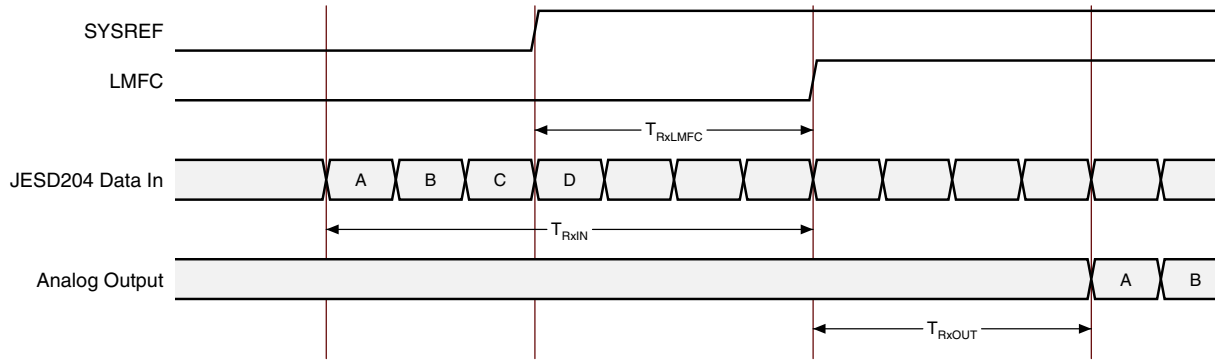 SYSREF
LMFC
T_RxLMFC
JESD204 Data In A B C D
T_RxIN
Analog Output A B
T_RxOUT